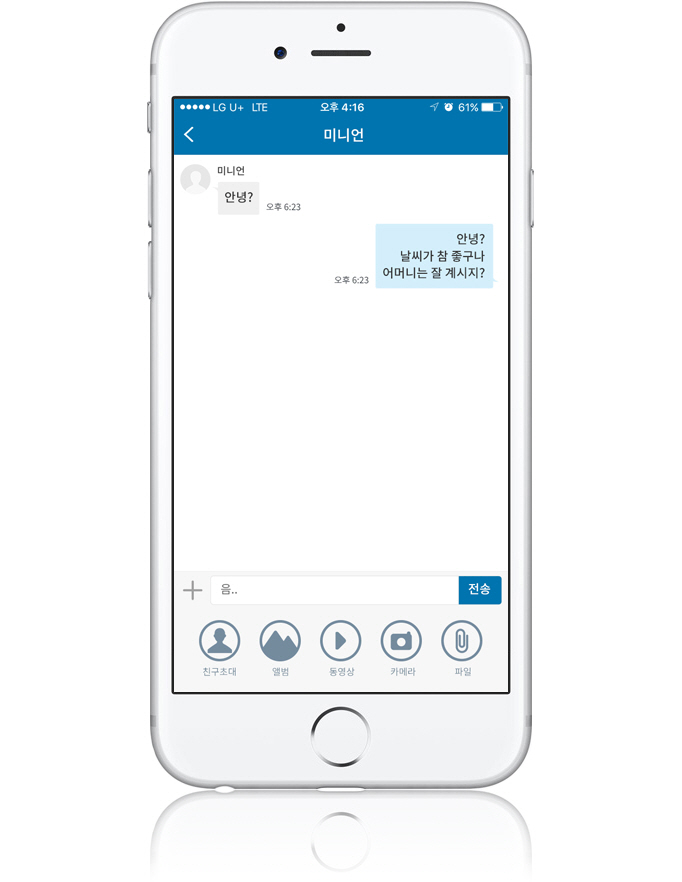 LG U+ LTE 오후 4:16 61%
미니언
미니언
안녕?
오후 6:23
안녕?
날씨가 참 좋구나
어머니는 잘 계시지?
오후 6:23
음..
전송
친구초대 앨범 동영상 카메라 파일